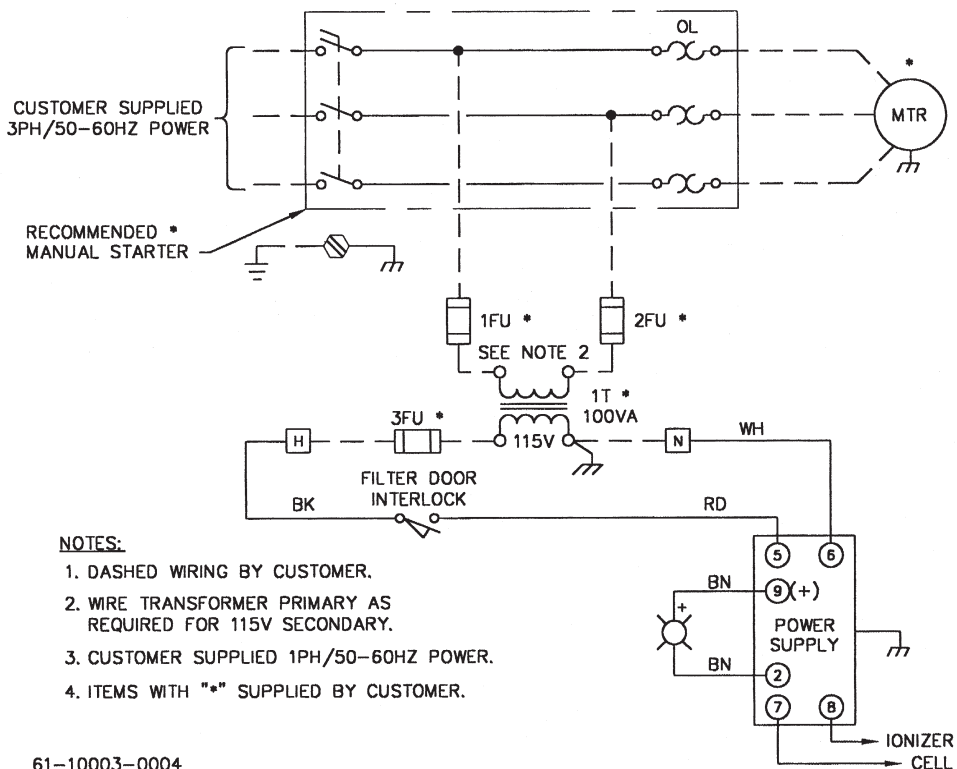 OL
*
CUSTOMER SUPPLIED
3PH/50-60HZ POWER
MTR
RECOMMENDED *
MANUAL STARTER
1FU *
2FU *
SEE NOTE 2
1T *
100VA
3FU *
H
115V
N
WH
FILTER DOOR
INTERLOCK
BK
RD
NOTES:
1. DASHED WIRING BY CUSTOMER.
2. WIRE TRANSFORMER PRIMARY AS
REQUIRED FOR 115V SECONDARY.
3. CUSTOMER SUPPLIED 1PH/50-60HZ POWER.
4. ITEMS WITH "*" SUPPLIED BY CUSTOMER.
5
6
BN
9 (+)
+
POWER
SUPPLY
BN
2
7
8
IONIZER
CELL
61-10003-0004